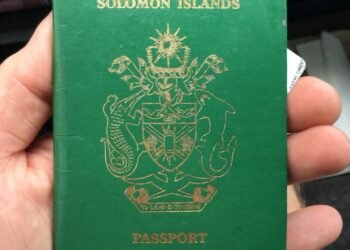 SOLOMON ISLANDS
TO LEAD IS TO SERVE
PASSPORT